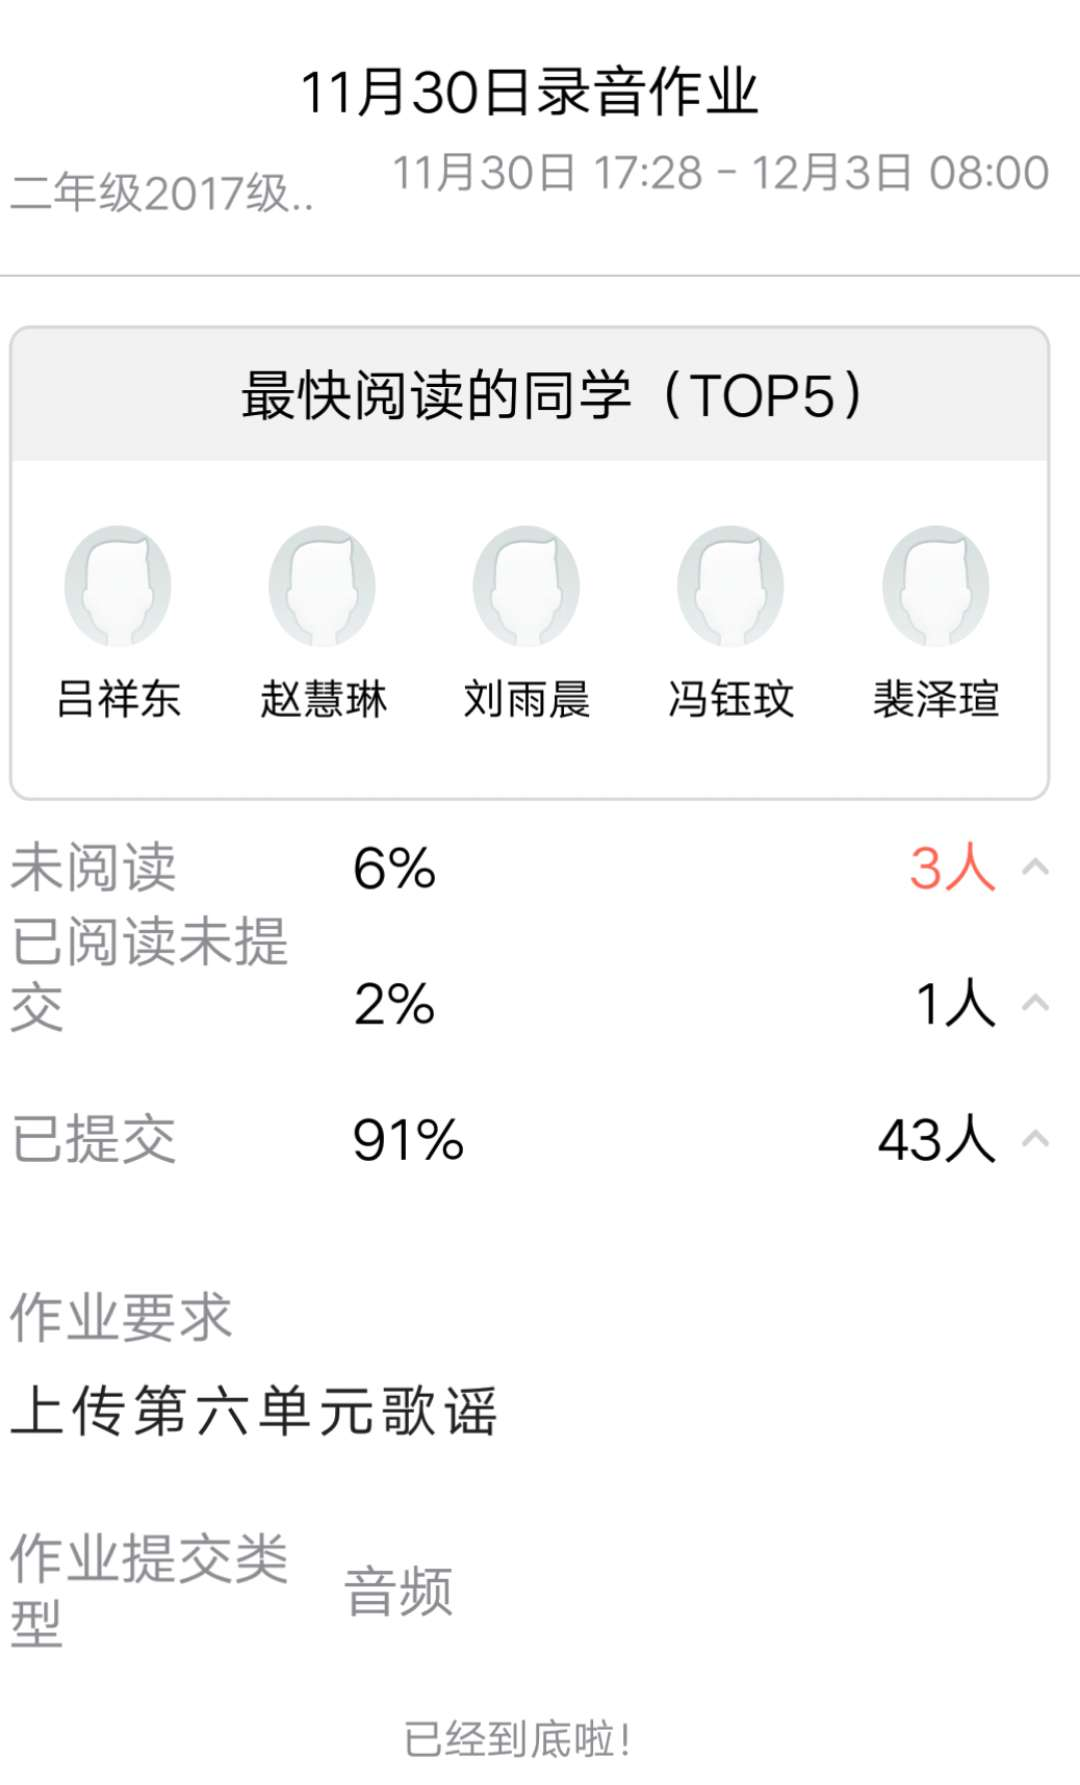 11月30日录音作业
二年级2017级..
11月30日 17:28 - 12月3日 08:00
最快阅读的同学（TOP5）
吕祥东 赵慧琳 刘雨晨 冯钰玟 裴泽瑄
未阅读 6% 3人
已阅读未提
交 2% 1人
已提交 91% 43人
作业要求
上传第六单元歌谣
作业提交类
型 音频
已经到底啦!